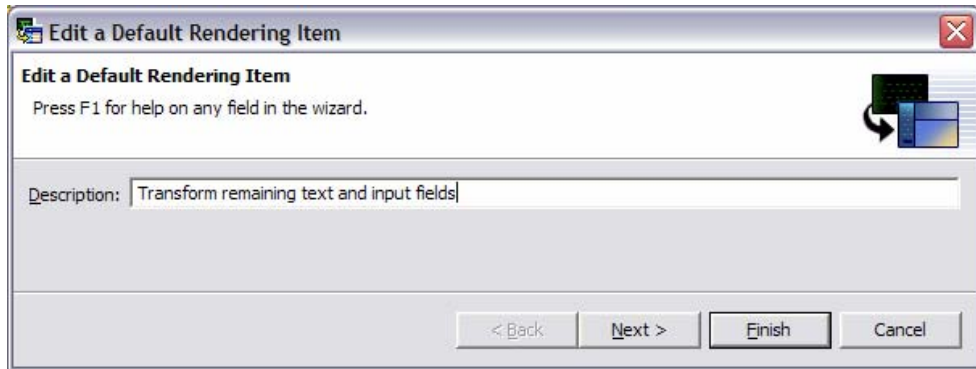 Edit a Default Rendering Item
Edit a Default Rendering Item
Press F1 for help on any field in the wizard.
Description: Transform remaining text and input fields
< Back Next > Finish Cancel